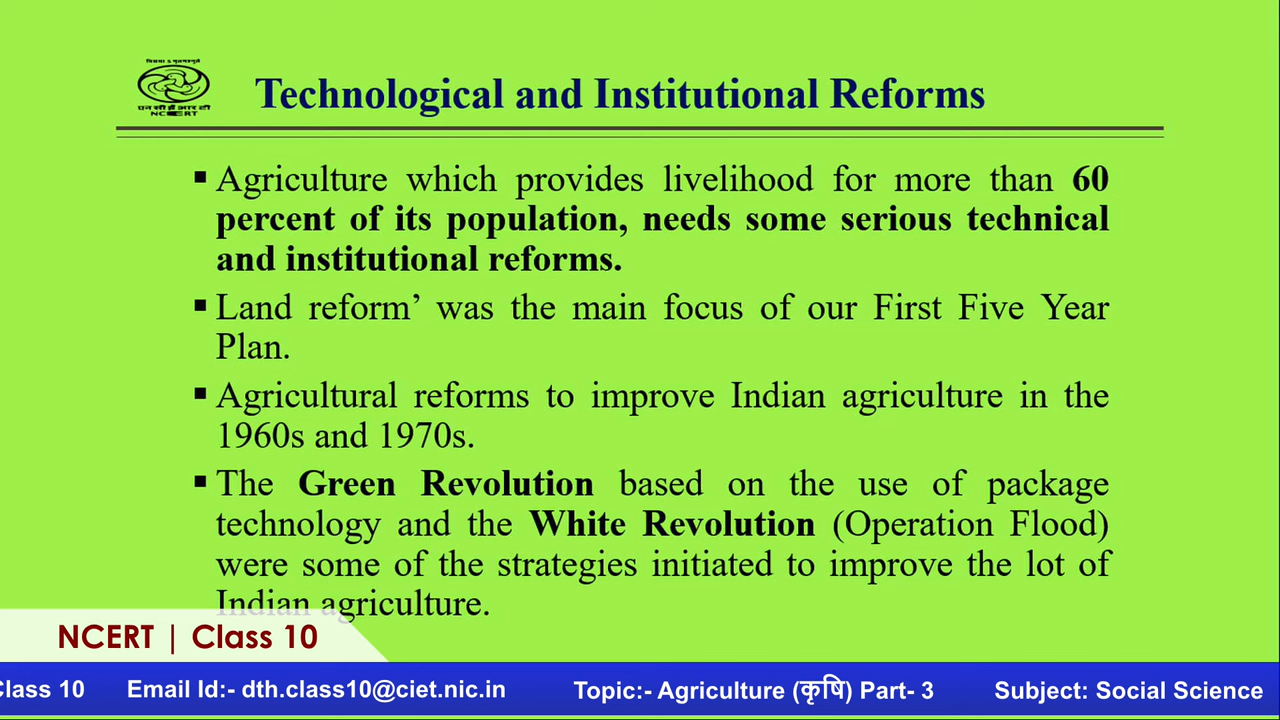 एन सी ई आर टी
NCERT
Technological and Institutional Reforms
▪ Agriculture which provides livelihood for more than 60
percent of its population, needs some serious technical
and institutional reforms.
▪ Land reform’ was the main focus of our First Five Year
Plan.
▪ Agricultural reforms to improve Indian agriculture in the
1960s and 1970s.
▪ The Green Revolution based on the use of package
technology and the White Revolution (Operation Flood)
were some of the strategies initiated to improve the lot of
Indian agriculture.
NCERT | Class 10
Class 10 Email Id:- dth.class10@ciet.nic.in Topic:- Agriculture (कृषि) Part- 3 Subject: Social Science